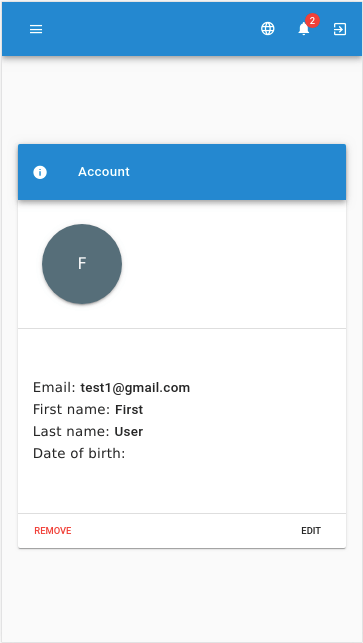 2
Account
F
Email: test1@gmail.com
First name: First
Last name: User
Date of birth:
REMOVE EDIT